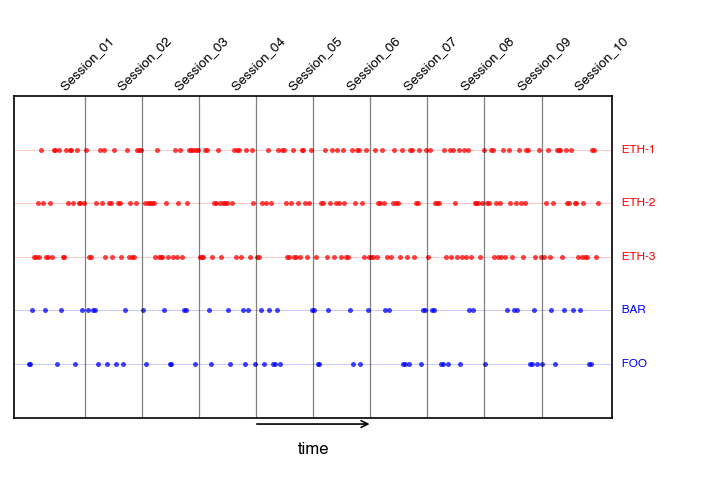 Session_01
Session_02
Session_03
Session_04
Session_05
Session_06
Session_07
Session_08
Session_09
Session_10
ETH-1
ETH-2
ETH-3
BAR
FOO
time